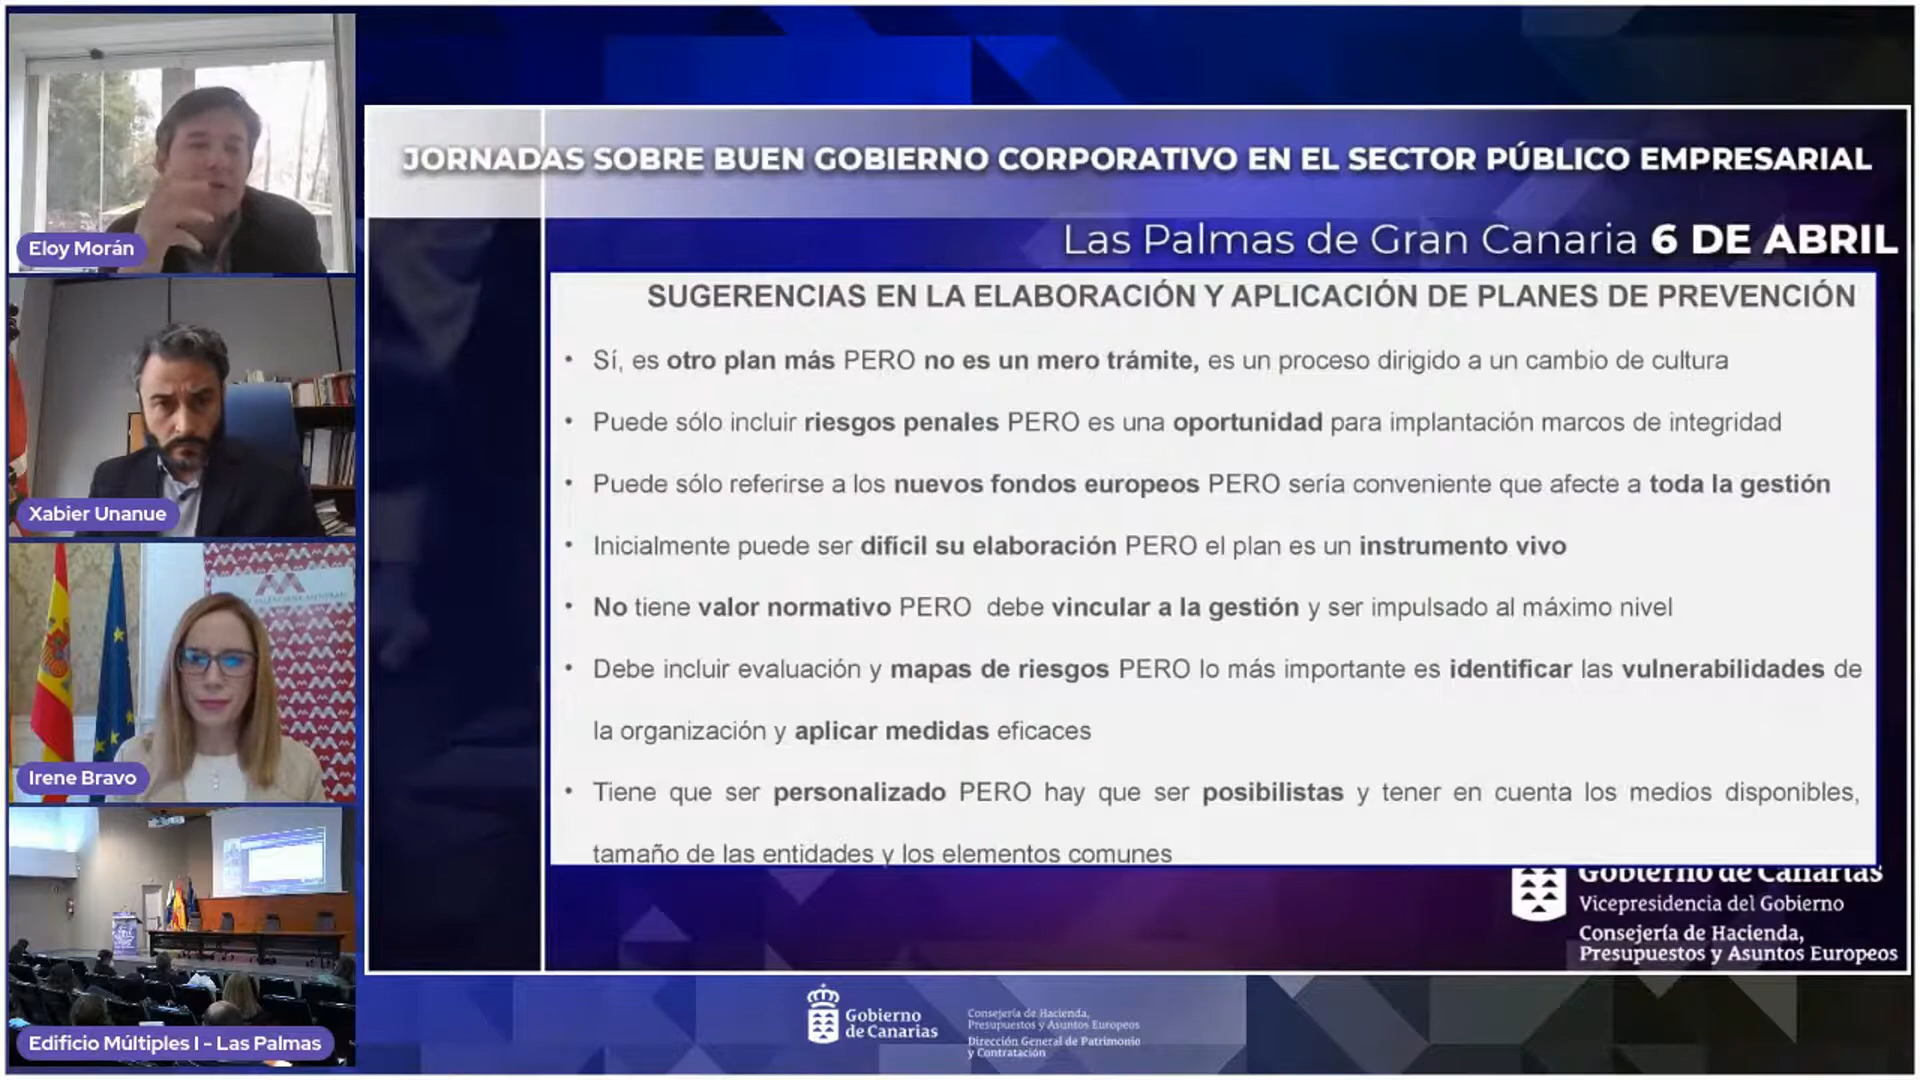 Eloy Morán
Xabier Unanue
Irene Bravo
Edificio Múltiples I - Las Palmas
JORNADAS SOBRE BUEN GOBIERNO CORPORATIVO EN EL SECTOR PÚBLICO EMPRESARIAL
Las Palmas de Gran Canaria 6 DE ABRIL
SUGERENCIAS EN LA ELABORACIÓN Y APLICACIÓN DE PLANES DE PREVENCIÓN
• Sí, es otro plan más PERO no es un mero trámite, es un proceso dirigido a un cambio de cultura
• Puede sólo incluir riesgos penales PERO es una oportunidad para implantación marcos de integridad
• Puede sólo referirse a los nuevos fondos europeos PERO sería conveniente que afecte a toda la gestión
• Inicialmente puede ser difícil su elaboración PERO el plan es un instrumento vivo
• No tiene valor normativo PERO debe vincular a la gestión y ser impulsado al máximo nivel
• Debe incluir evaluación y mapas de riesgos PERO lo más importante es identificar las vulnerabilidades de
la organización y aplicar medidas eficaces
• Tiene que ser personalizado PERO hay que ser posibilistas y tener en cuenta los medios disponibles,
tamaño de las entidades y los elementos comunes
Gobierno de Canarias
Vicepresidencia del Gobierno
Consejería de Hacienda,
Presupuestos y Asuntos Europeos
Gobierno
de Canarias
Consejería de Hacienda,
Presupuestos y Asuntos Europeos
Dirección General de Patrimonio
y Contratación